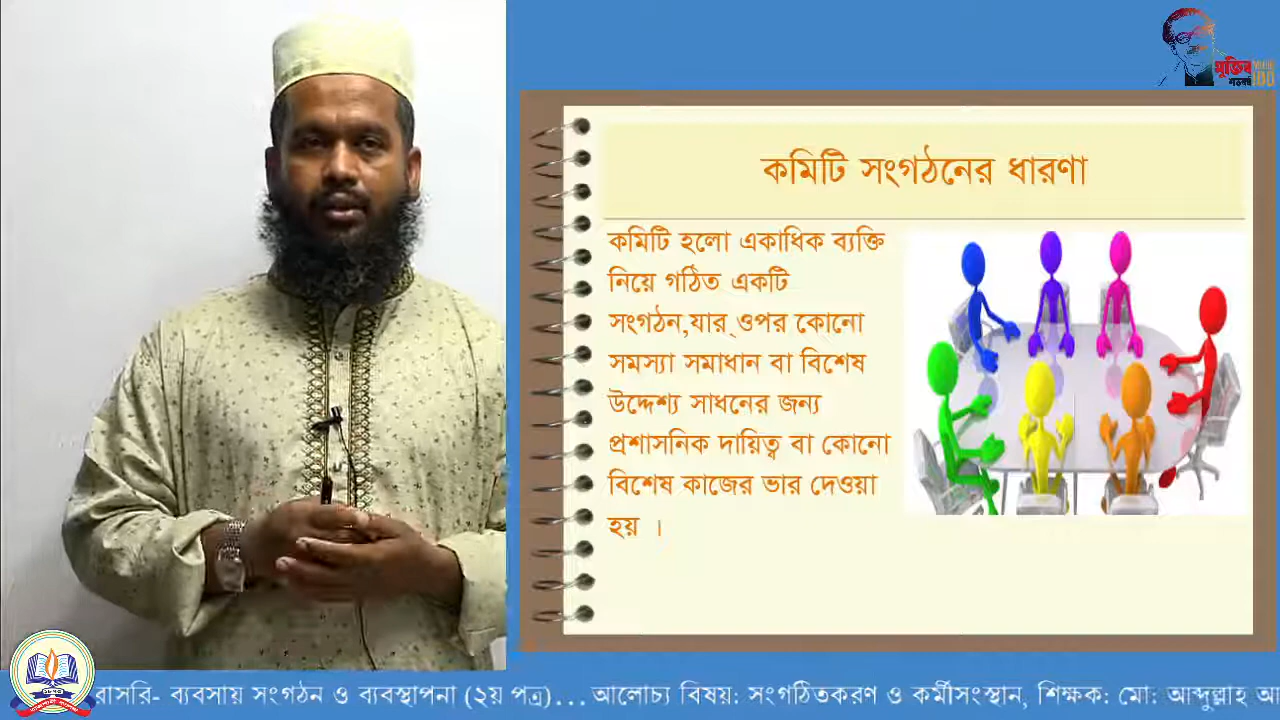 মুজিব
100
কমিটি সংগঠনের ধারণা
কমিটি হলো একাধিক ব্যক্তি
নিয়ে গঠিত একটি
সংগঠন,যার ওপর কোনো
সমস্যা সমাধান বা বিশেষ
উদ্দেশ্য সাধনের জন্য
প্রশাসনিক দায়িত্ব বা কোনো
বিশেষ কাজের ভার দেওয়া
হয় ।
রাসরি- ব্যবসায় সংগঠন ও ব্যবস্থাপনা (২য় পত্র)... আলোচ্য বিষয়: সংগঠিতকরণ ও কর্মীসংস্থান, শিক্ষক: মো: আব্দুল্লাহ আ